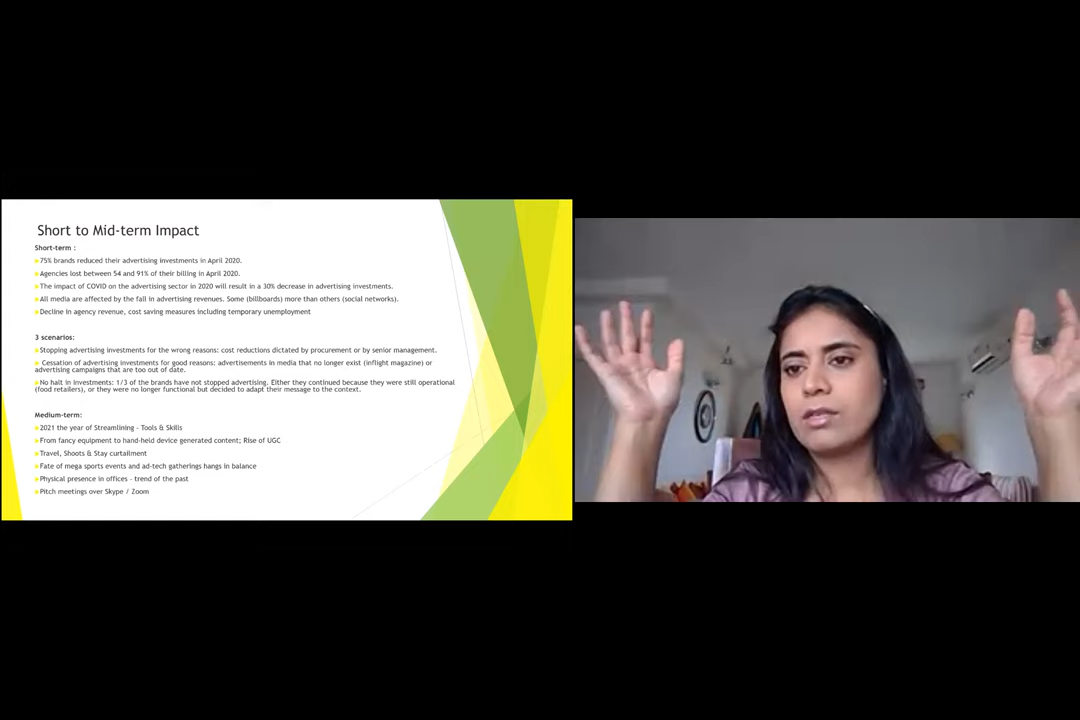 Short to Mid-term Impact
Short-term :
75% brands reduced their advertising investments in April 2020.
Agencies lost between 54 and 91% of their billing in April 2020.
The impact of COVID on the advertising sector in 2020 will result in a 30% decrease in advertising investments.
All media are affected by the fall in advertising revenues. Some (billboards) more than others (social networks).
Decline in agency revenue, cost saving measures including temporary unemployment
3 scenarios:
Stopping advertising investments for the wrong reasons: cost reductions dictated by procurement or by senior management.
Cessation of advertising investments for good reasons: advertisements in media that no longer exist (inflight magazine) or
advertising campaigns that are too out of date.
No halt in investments: 1/3 of the brands have not stopped advertising. Either they continued because they were still operational
(food retailers), or they were no longer functional but decided to adapt their message to the context.
Medium-term:
2021 the year of Streamlining - Tools & Skills
From fancy equipment to hand-held device generated content; Rise of UGC
Travel, Shoots & Stay curtailment
Fate of mega sports events and ad-tech gatherings hangs in balance
Physical presence in offices - trend of the past
Pitch meetings over Skype / Zoom